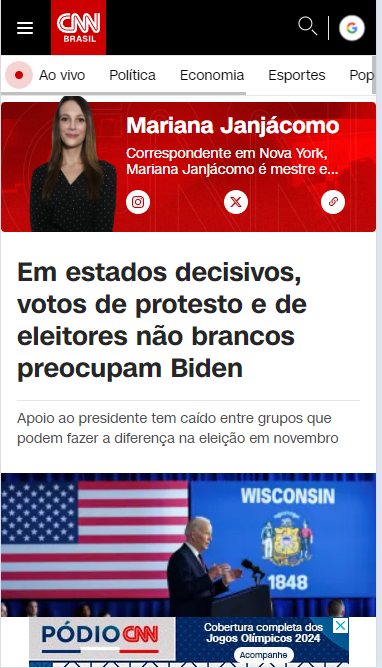 CNN
BRASIL
Ao vivo
Política
Economia
Esportes
Pop
Mariana Janjácomo
Correspondente em Nova York,
Mariana Janjácomo é mestre e...
Em estados decisivos,
votos de protesto e de
eleitores não brancos
preocupam Biden
Apoio ao presidente tem caído entre grupos que
podem fazer a diferença na eleição em novembro
WISCONSIN
1848
PÓDIO CNN
Cobertura completa dos
Jogos Olímpicos 2024
Acompanhe